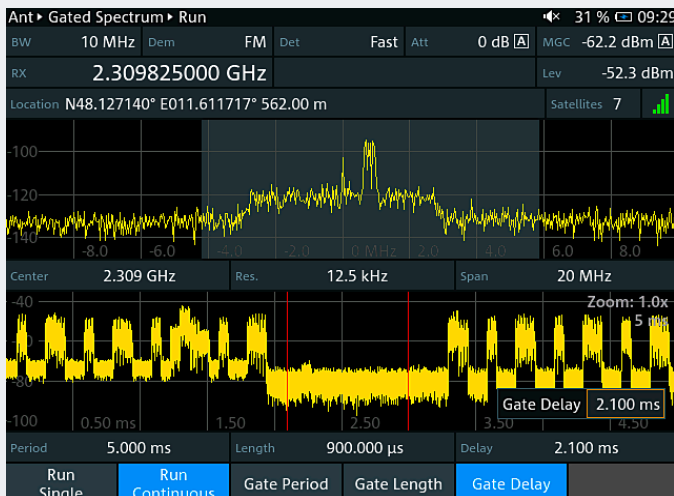 Ant ▸ Gated Spectrum ▸ Run 31 % 09:29
BW 10 MHz Dem FM Det Fast Att 0 dB A MGC -62.2 dBm A
RX 2.309825000 GHz Lev -52.3 dBm
Location N48.127140° E011.611717° 562.00 m Satellites 7
-100
-120
-140
-8.0 -6.0 -4.0 -2.0 0 MHz 2.0 4.0 6.0 8.0
Center 2.309 GHz Res. 12.5 kHz Span 20 MHz
-40
Zoom: 1.0x
5 ms
-80
Gate Delay 2.100 ms
-100 0.50 ms 1.50 2.50 3.50 4.50
Period 5.000 ms Length 900.000 µs Delay 2.100 ms
Run Single Run Continuous Gate Period Gate Length Gate Delay